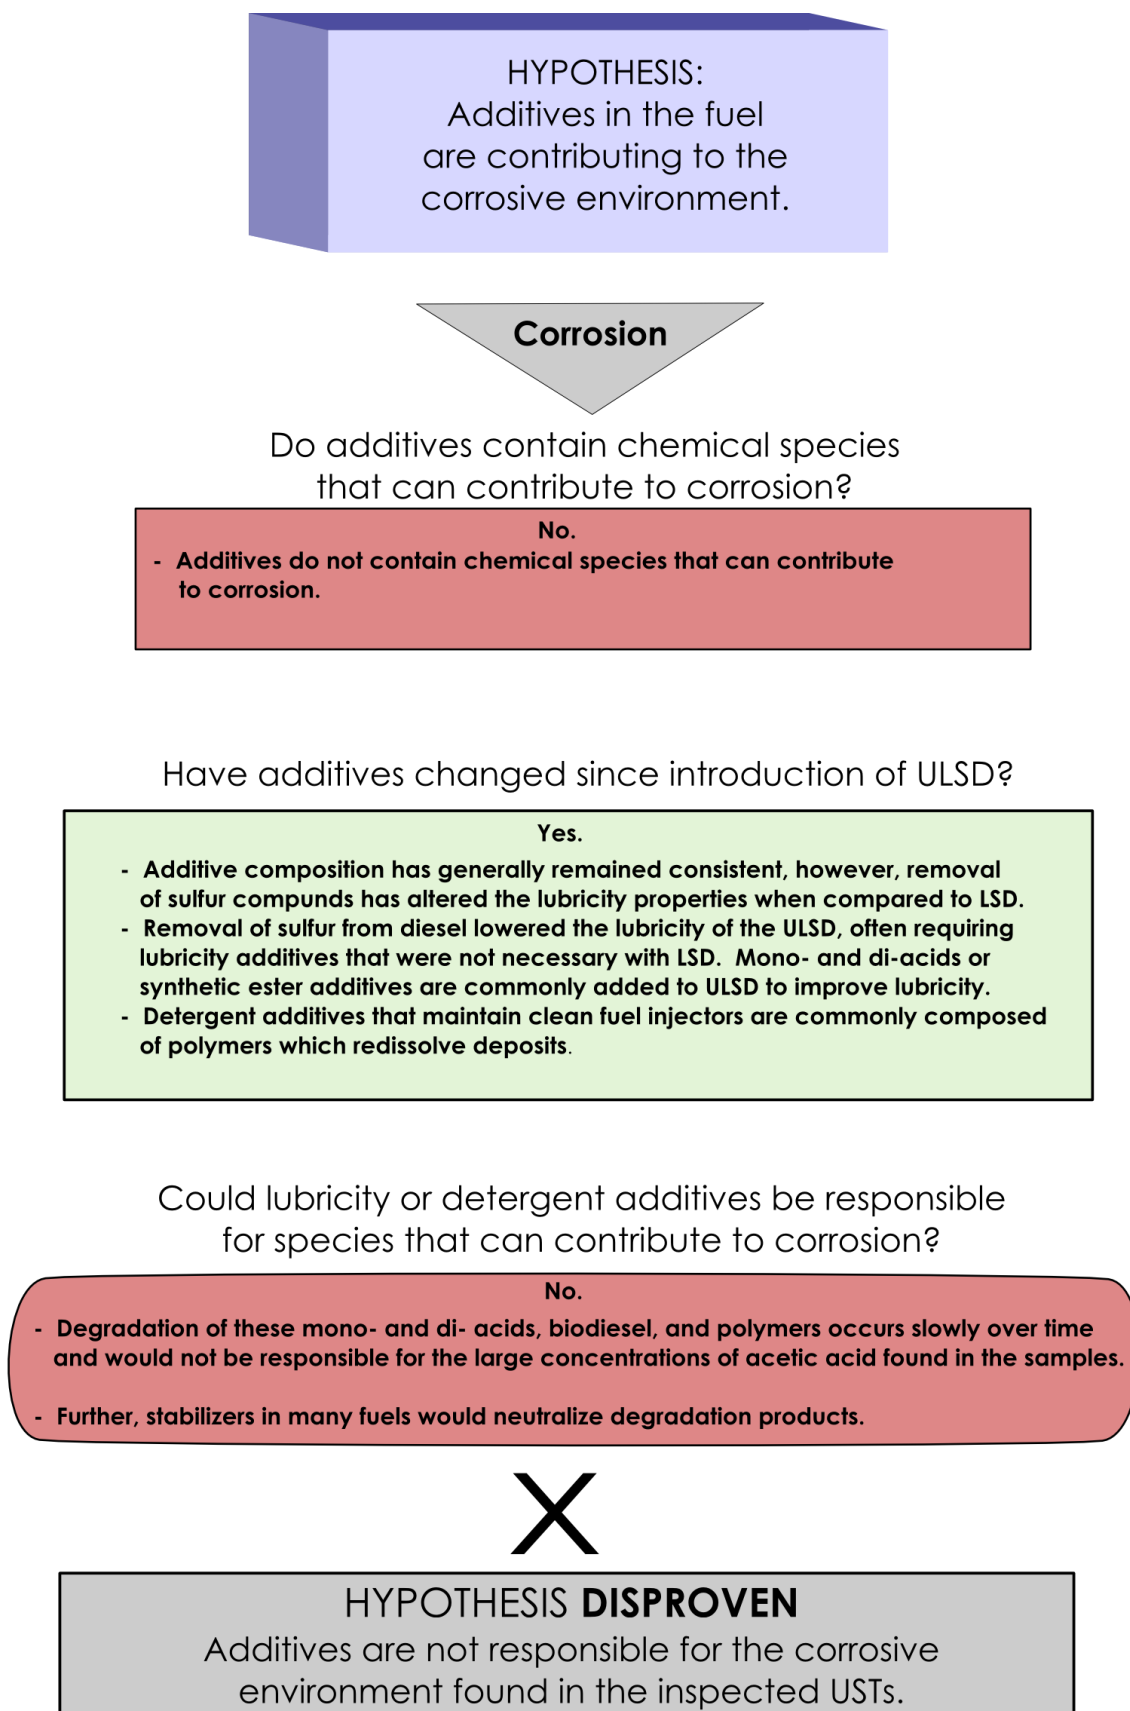 HYPOTHESIS:
Additives in the fuel
are contributing to the
corrosive environment.
Corrosion
Do additives contain chemical species
that can contribute to corrosion?
No.
- Additives do not contain chemical species that can contribute
to corrosion.
Have additives changed since introduction of ULSD?
Yes.
- Additive composition has generally remained consistent, however, removal
of sulfur compunds has altered the lubricity properties when compared to LSD.
- Removal of sulfur from diesel lowered the lubricity of the ULSD, often requiring
lubricity additives that were not necessary with LSD. Mono- and di-acids or
synthetic ester additives are commonly added to ULSD to improve lubricity.
- Detergent additives that maintain clean fuel injectors are commonly composed
of polymers which redissolve deposits.
Could lubricity or detergent additives be responsible
for species that can contribute to corrosion?
No.
- Degradation of these mono- and di- acids, biodiesel, and polymers occurs slowly over time
and would not be responsible for the large concentrations of acetic acid found in the samples.
- Further, stabilizers in many fuels would neutralize degradation products.
X
HYPOTHESIS DISPROVEN
Additives are not responsible for the corrosive
environment found in the inspected USTs.